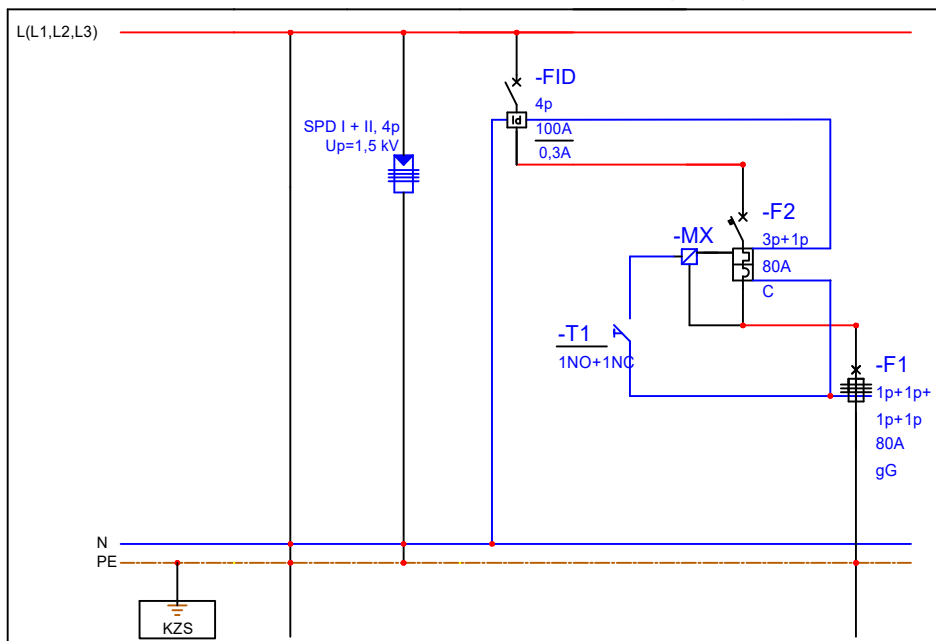 L(L1,L2,L3)
-FID
4p
Id
100A
0,3A
SPD I + II, 4p
Up=1,5 kV
-F2
3p+1p
-MX
80A
C
-T1
1NO+1NC
-F1
1p+1p+
1p+1p
80A
gG
N
PE
KZS